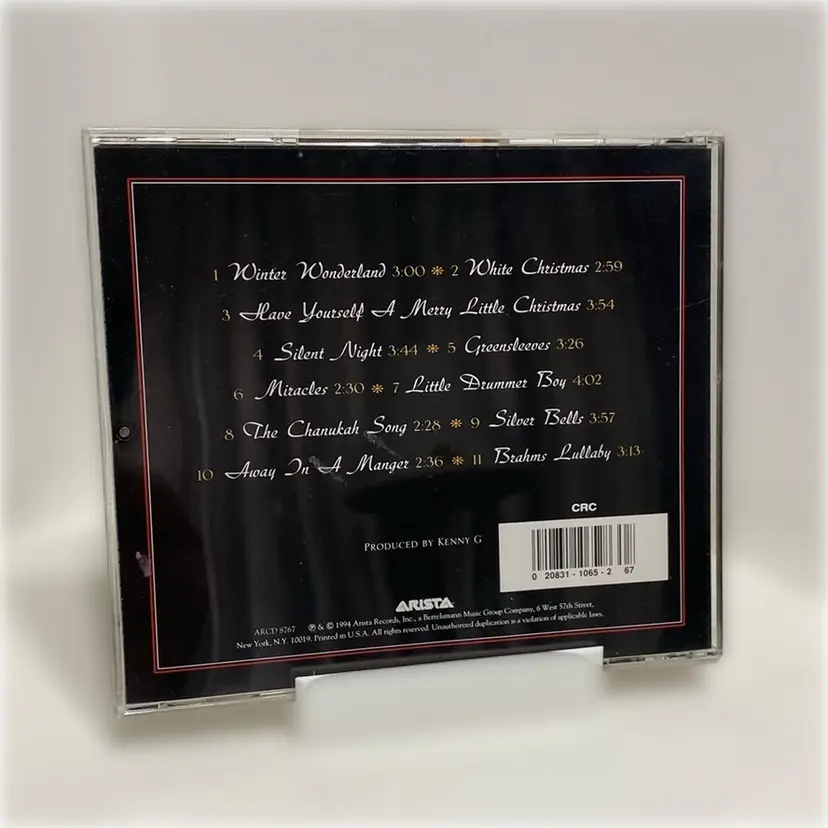 1 Winter Wonderland 3:00 ❋ 2 White Christmas 2:59
3 Have Yourself A Merry Little Christmas 3:54
4 Silent Night 3:44 ❋ 5 Greensleeves 3:26
6 Miracles 2:30 ❋ 7 Little Drummer Boy 4:02
8 The Chanukah Song 2:28 ❋ 9 Silver Bells 3:57
10 Away In A Manger 2:36 ❋ 11 Brahms Lullaby 3:13
CRC
PRODUCED BY KENNY G
0 20831-1065-2 67
ARISTA
ARCD 8767 ℗ & © 1994 Arista Records, Inc., a Bertelsmann Music Group Company, 6 West 57th Street,
New York, N.Y. 10019. Printed in U.S.A. All rights reserved. Unauthorized duplication is a violation of applicable laws.